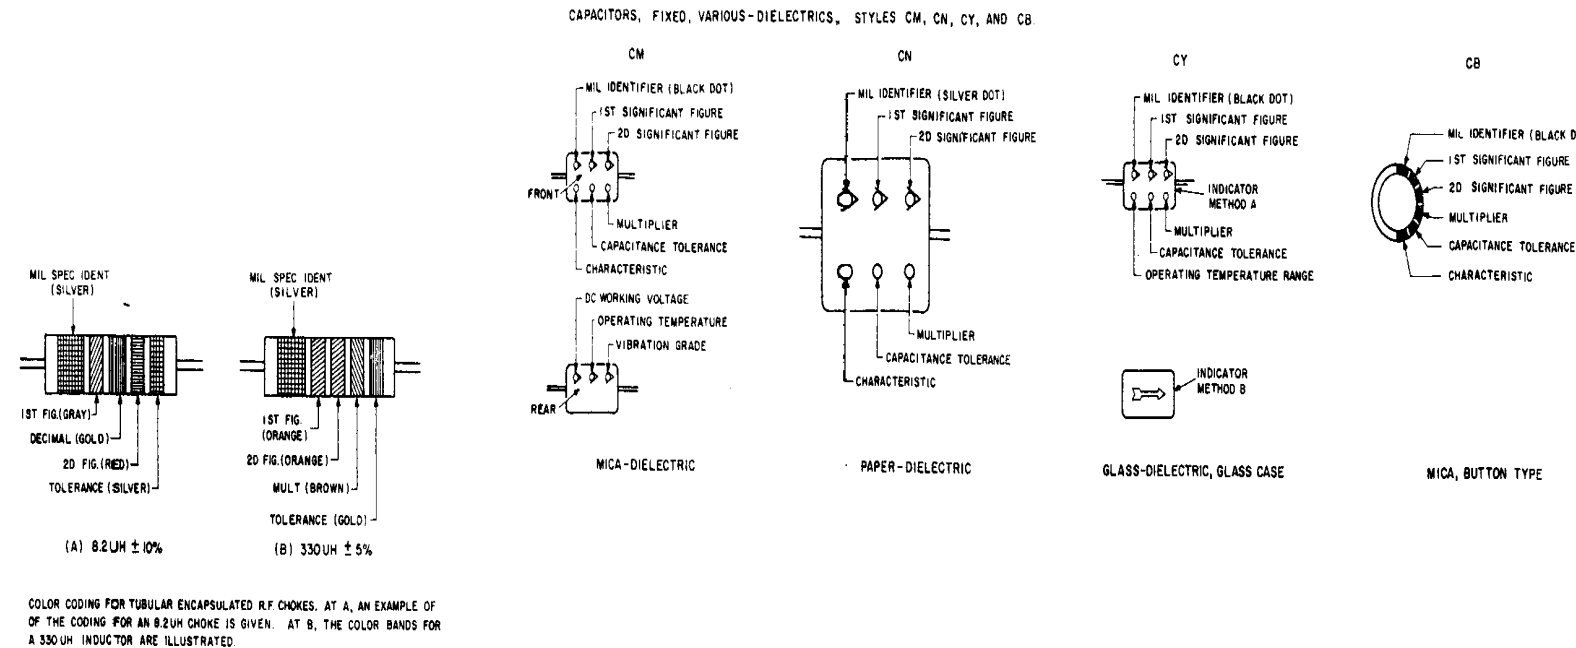 CAPACITORS, FIXED, VARIOUS-DIELECTRICS, STYLES CM, CN, CY, AND CB.
CM
MIL IDENTIFIER (BLACK DOT)
1ST SIGNIFICANT FIGURE
2D SIGNIFICANT FIGURE
FRONT
MULTIPLIER
CAPACITANCE TOLERANCE
CHARACTERISTIC
DC WORKING VOLTAGE
OPERATING TEMPERATURE
VIBRATION GRADE
REAR
MICA-DIELECTRIC
CN
MIL IDENTIFIER (SILVER DOT)
1ST SIGNIFICANT FIGURE
2D SIGNIFICANT FIGURE
MULTIPLIER
CAPACITANCE TOLERANCE
CHARACTERISTIC
PAPER-DIELECTRIC
CY
MIL IDENTIFIER (BLACK DOT)
1ST SIGNIFICANT FIGURE
2D SIGNIFICANT FIGURE
INDICATOR
METHOD A
MULTIPLIER
CAPACITANCE TOLERANCE
OPERATING TEMPERATURE RANGE
INDICATOR
METHOD B
GLASS-DIELECTRIC, GLASS CASE
CB
MIL IDENTIFIER (BLACK D
1ST SIGNIFICANT FIGURE
2D SIGNIFICANT FIGURE
MULTIPLIER
CAPACITANCE TOLERANCE
CHARACTERISTIC
MICA, BUTTON TYPE
MIL SPEC IDENT
(SILVER)
1ST FIG.(GRAY)
DECIMAL (GOLD)
2D FIG.(RED)
TOLERANCE (SILVER)
(A) 8.2UH ±10%
MIL SPEC IDENT
(SILVER)
1ST FIG.
(ORANGE)
2D FIG.(ORANGE)
MULT (BROWN)
TOLERANCE (GOLD)
(B) 330UH ±5%
COLOR CODING FOR TUBULAR ENCAPSULATED R.F. CHOKES. AT A, AN EXAMPLE OF
OF THE CODING FOR AN 8.2UH CHOKE IS GIVEN. AT B, THE COLOR BANDS FOR
A 330UH INDUCTOR ARE ILLUSTRATED.